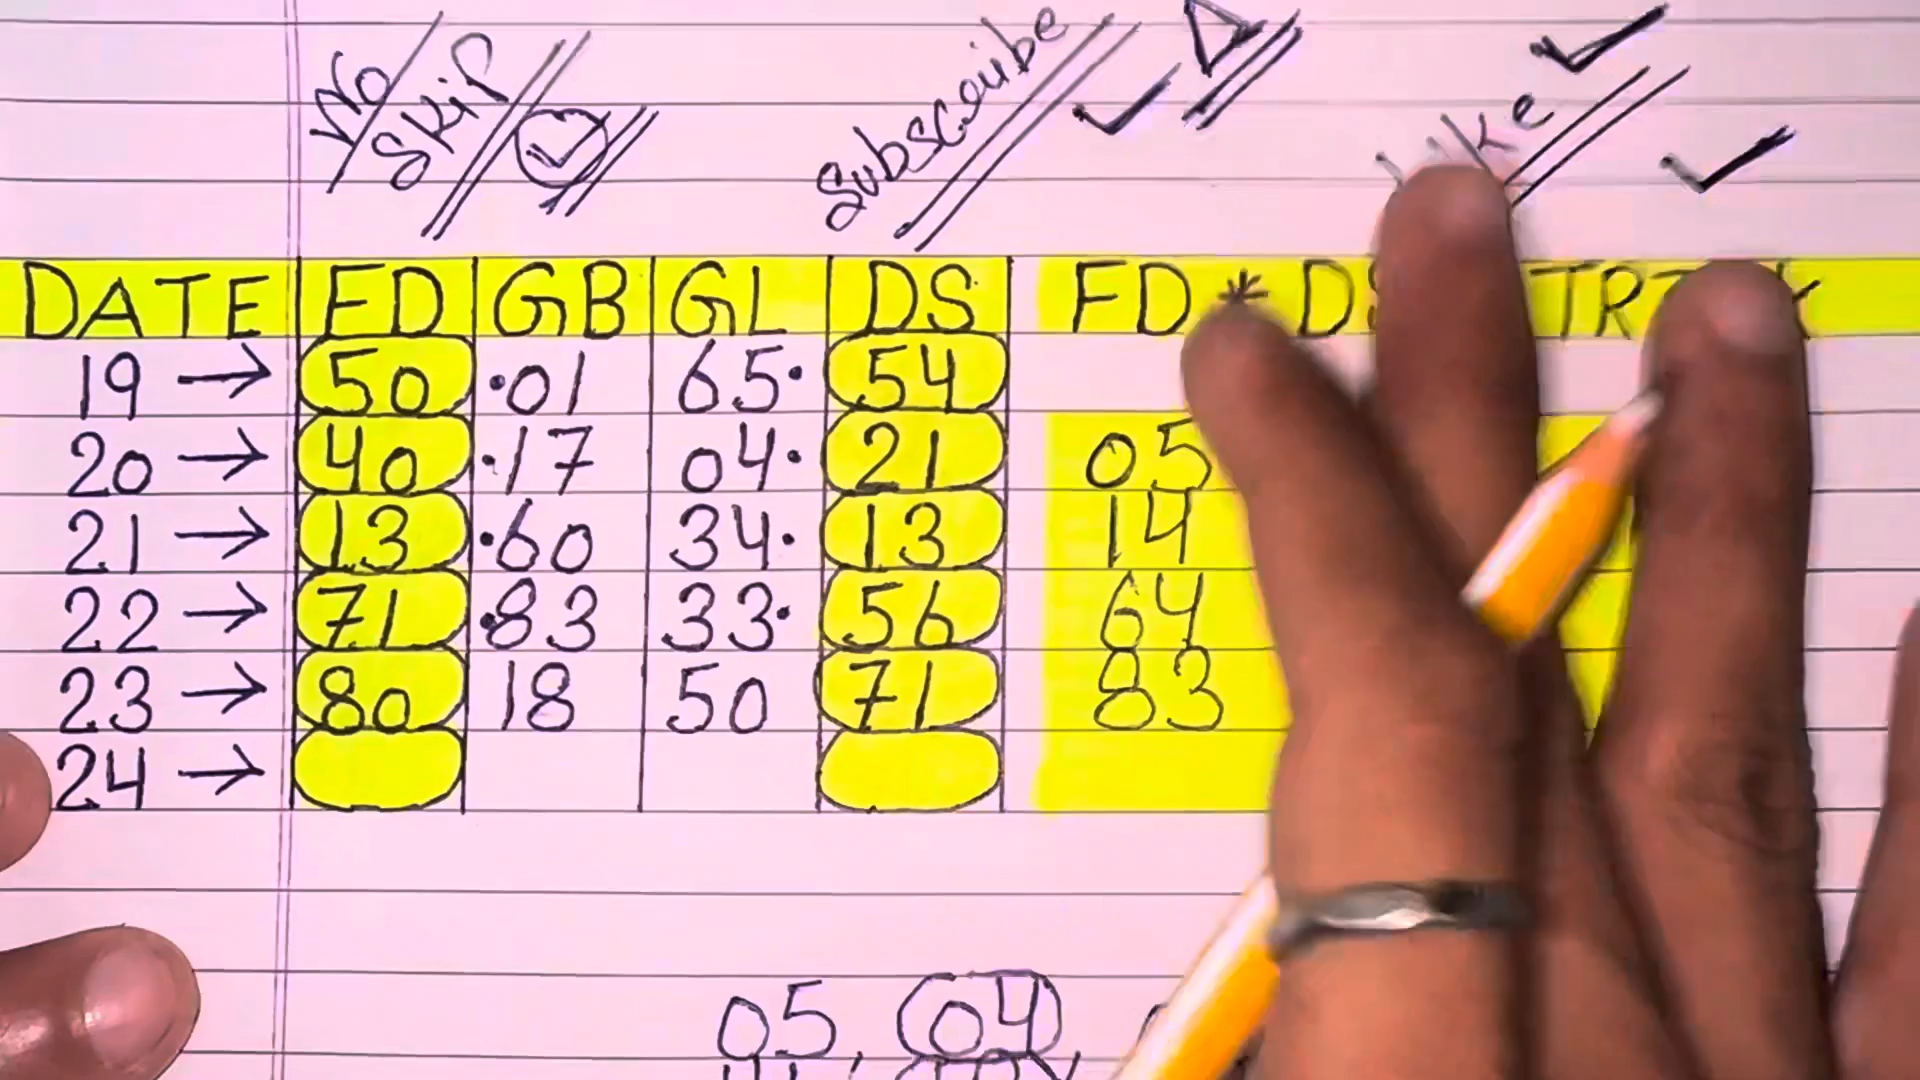 No Skip
Subscribe
DATE FD GB GL DS FD * DS
19 → 50 ·01 65· 54
20 → 40 ·17 04· 21 05
21 → 13 ·60 34· 13 14
22 → 71 ·83 33· 56 64
23 → 80 18 50 71 83
24 →
05, 04,